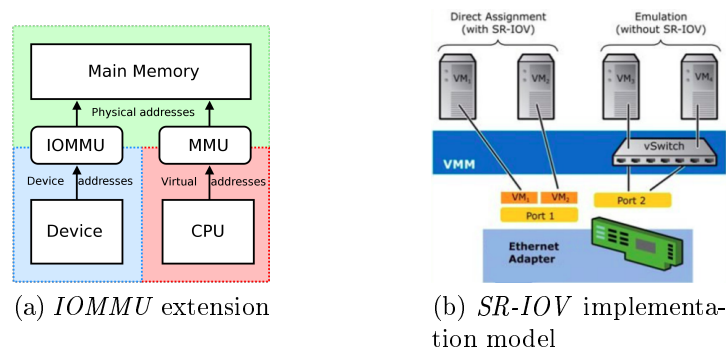 Main Memory
Physical addresses
IOMMU
MMU
Device addresses
Virtual addresses
Device
CPU
(a) IOMMU extension
Direct Assignment
(with SR-IOV)
Emulation
(without SR-IOV)
VM1
VM2
VM3
VM4
vSwitch
VMM
VM1
VM2
Port 1
Port 2
Ethernet
Adapter
(b) SR-IOV implementa-
tion model